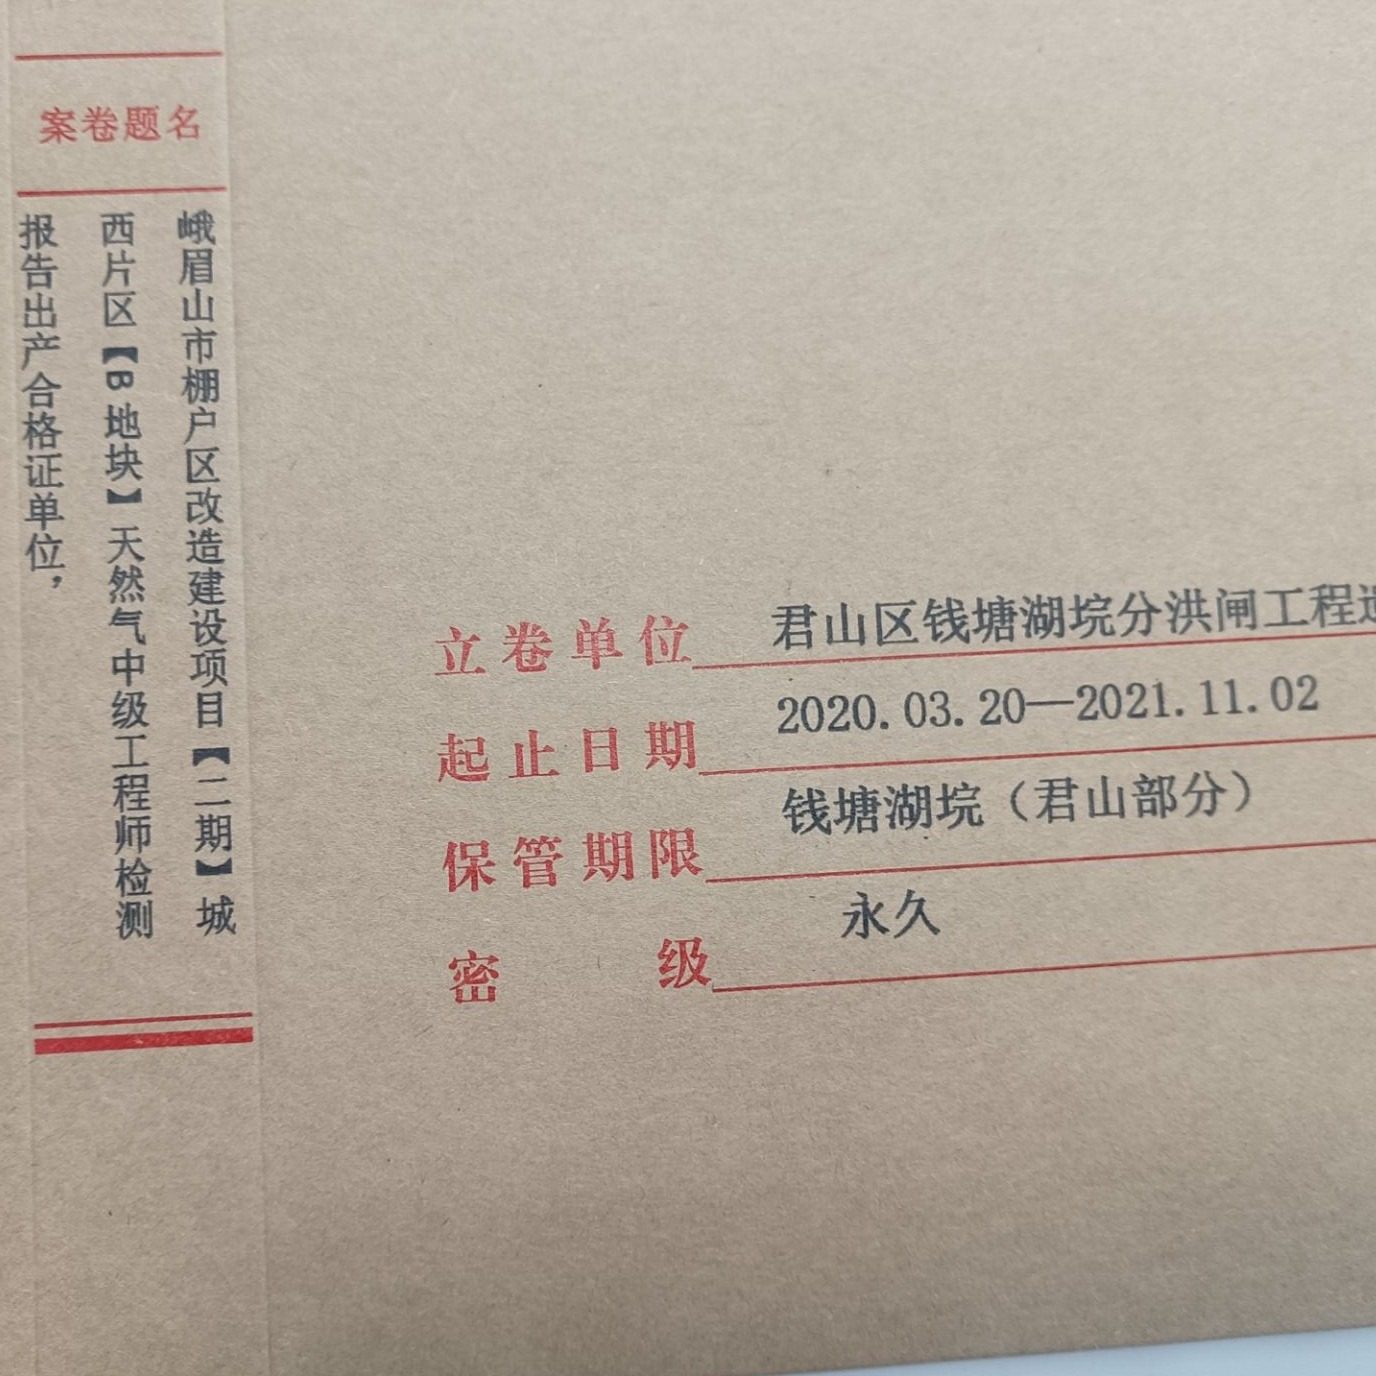 案卷题名
峨眉山市棚户区改造建设项目【二期】城
西片区【B地块】天然气中级工程师检测
报告出产合格证单位，
立卷单位 君山区钱塘湖垸分洪闸工程
起止日期 2020.03.20—2021.11.02
保管期限 钱塘湖垸（君山部分）
密级 永久